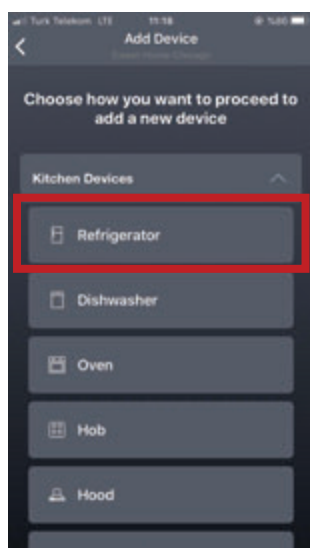 Turk Telekom LTE 11:18
Add Device
Choose how you want to proceed to
add a new device
Kitchen Devices
Refrigerator
Dishwasher
Oven
Hob
Hood